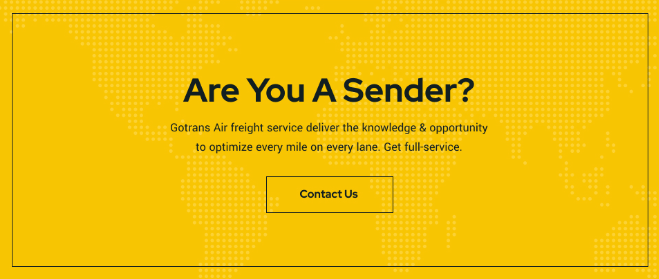 Are You A Sender?
Gotrans Air freight service deliver the knowledge & opportunity
to optimize every mile on every lane. Get full-service.
Contact Us